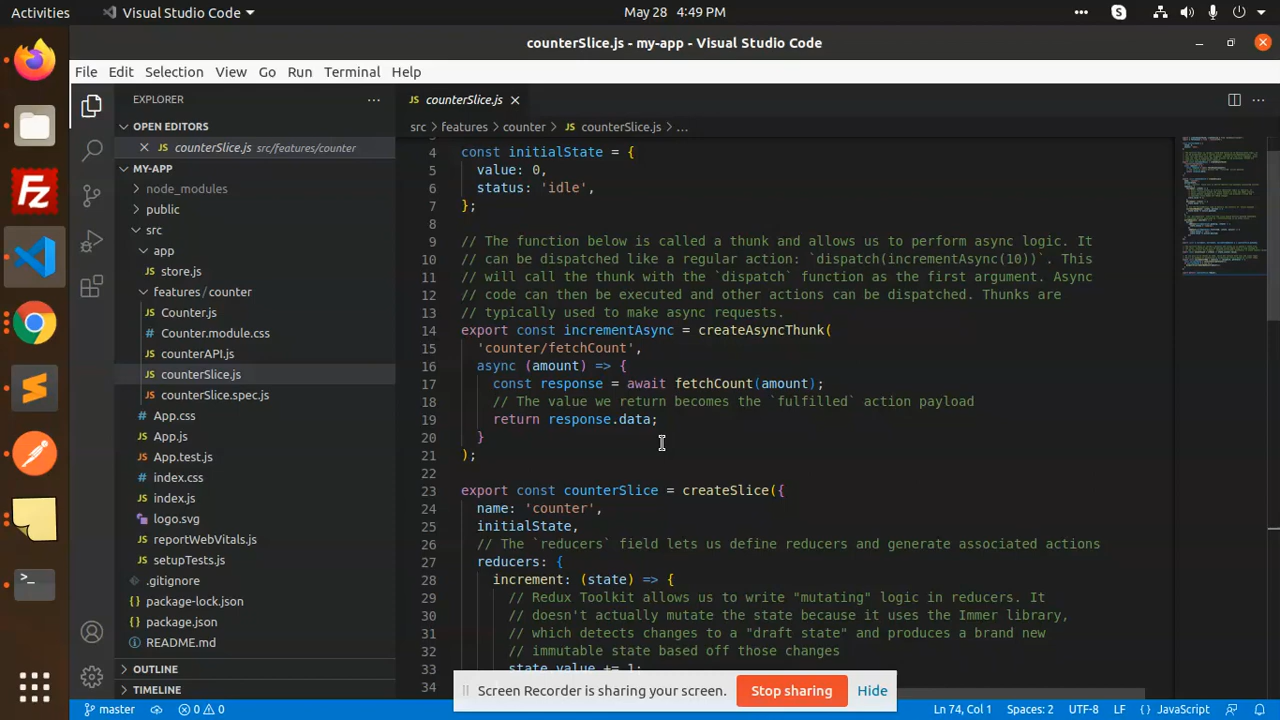 Activities
Visual Studio Code
May 28 4:49 PM
counterSlice.js - my-app - Visual Studio Code
File Edit Selection View Go Run Terminal Help
EXPLORER
OPEN EDITORS
counterSlice.js src/features/counter
MY-APP
node_modules
public
src
app
store.js
features / counter
Counter.js
Counter.module.css
counterAPI.js
counterSlice.js
counterSlice.spec.js
App.css
App.js
App.test.js
index.css
index.js
logo.svg
reportWebVitals.js
setupTests.js
.gitignore
package-lock.json
package.json
README.md
OUTLINE
TIMELINE
JS counterSlice.js
src > features > counter > JS counterSlice.js > ...
4 const initialState = {
5 value: 0,
6 status: 'idle',
7 };
8
9 // The function below is called a thunk and allows us to perform async logic. It
10 // can be dispatched like a regular action: `dispatch(incrementAsync(10))`. This
11 // will call the thunk with the `dispatch` function as the first argument. Async
12 // code can then be executed and other actions can be dispatched. Thunks are
13 // typically used to make async requests.
14 export const incrementAsync = createAsyncThunk(
15 'counter/fetchCount',
16 async (amount) => {
17 const response = await fetchCount(amount);
18 // The value we return becomes the `fulfilled` action payload
19 return response.data;
20 }
21 );
22
23 export const counterSlice = createSlice({
24 name: 'counter',
25 initialState,
26 // The `reducers` field lets us define reducers and generate associated actions
27 reducers: {
28 increment: (state) => {
29 // Redux Toolkit allows us to write "mutating" logic in reducers. It
30 // doesn't actually mutate the state because it uses the Immer library,
31 // which detects changes to a "draft state" and produces a brand new
32 // immutable state based off those changes
33 state.value += 1;
34
Screen Recorder is sharing your screen. Stop sharing Hide
master 0 0 Ln 74, Col 1 Spaces: 2 UTF-8 LF { } JavaScript